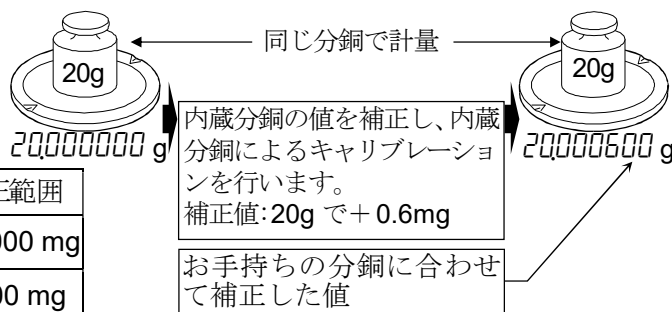 同じ分銅で計量
20g
20g
20.000000 g
20.000600 g
内蔵分銅の値を補正し、内蔵
分銅によるキャリブレーショ
ンを行います。
補正値:20g で＋0.6mg
お手持ちの分銅に合わせ
て補正した値
範囲
mg
mg